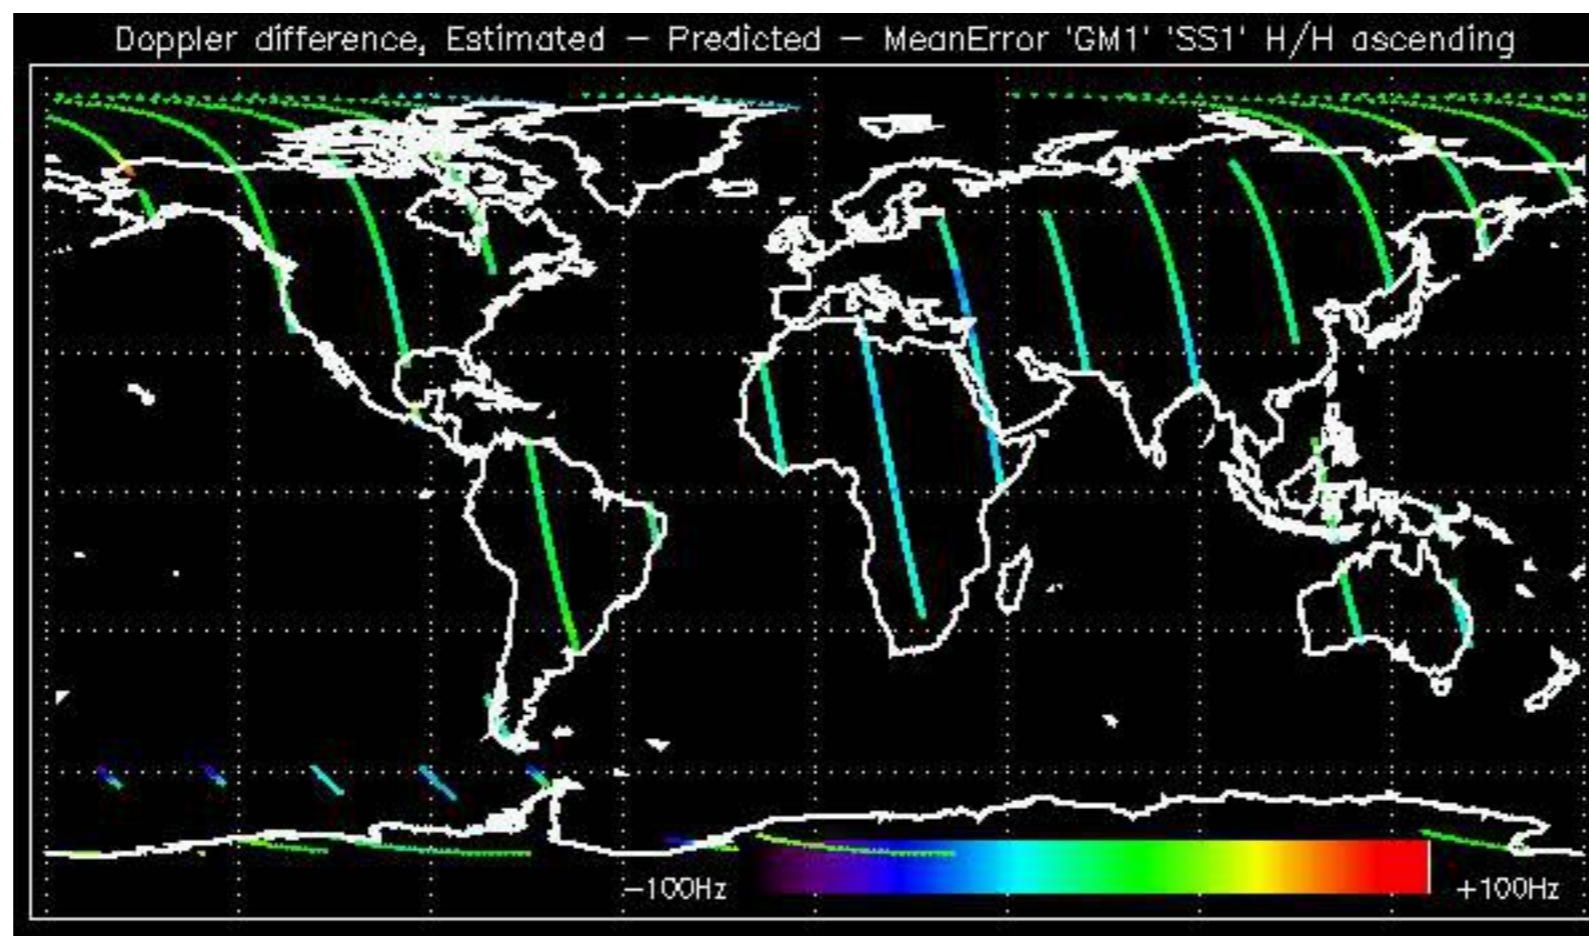 Doppler difference, Estimated – Predicted – MeanError 'GM1' 'SS1' H/H ascending
-100Hz
+100Hz